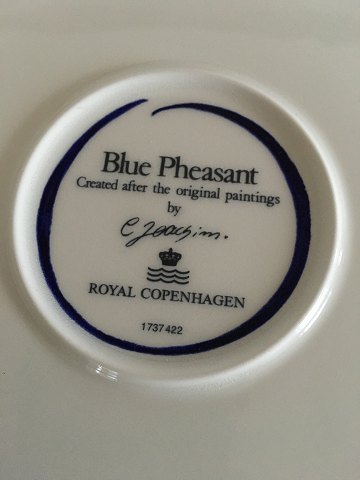 Blue Pheasant
Created after the original paintings
by
C Joachim.
ROYAL COPENHAGEN
1737422